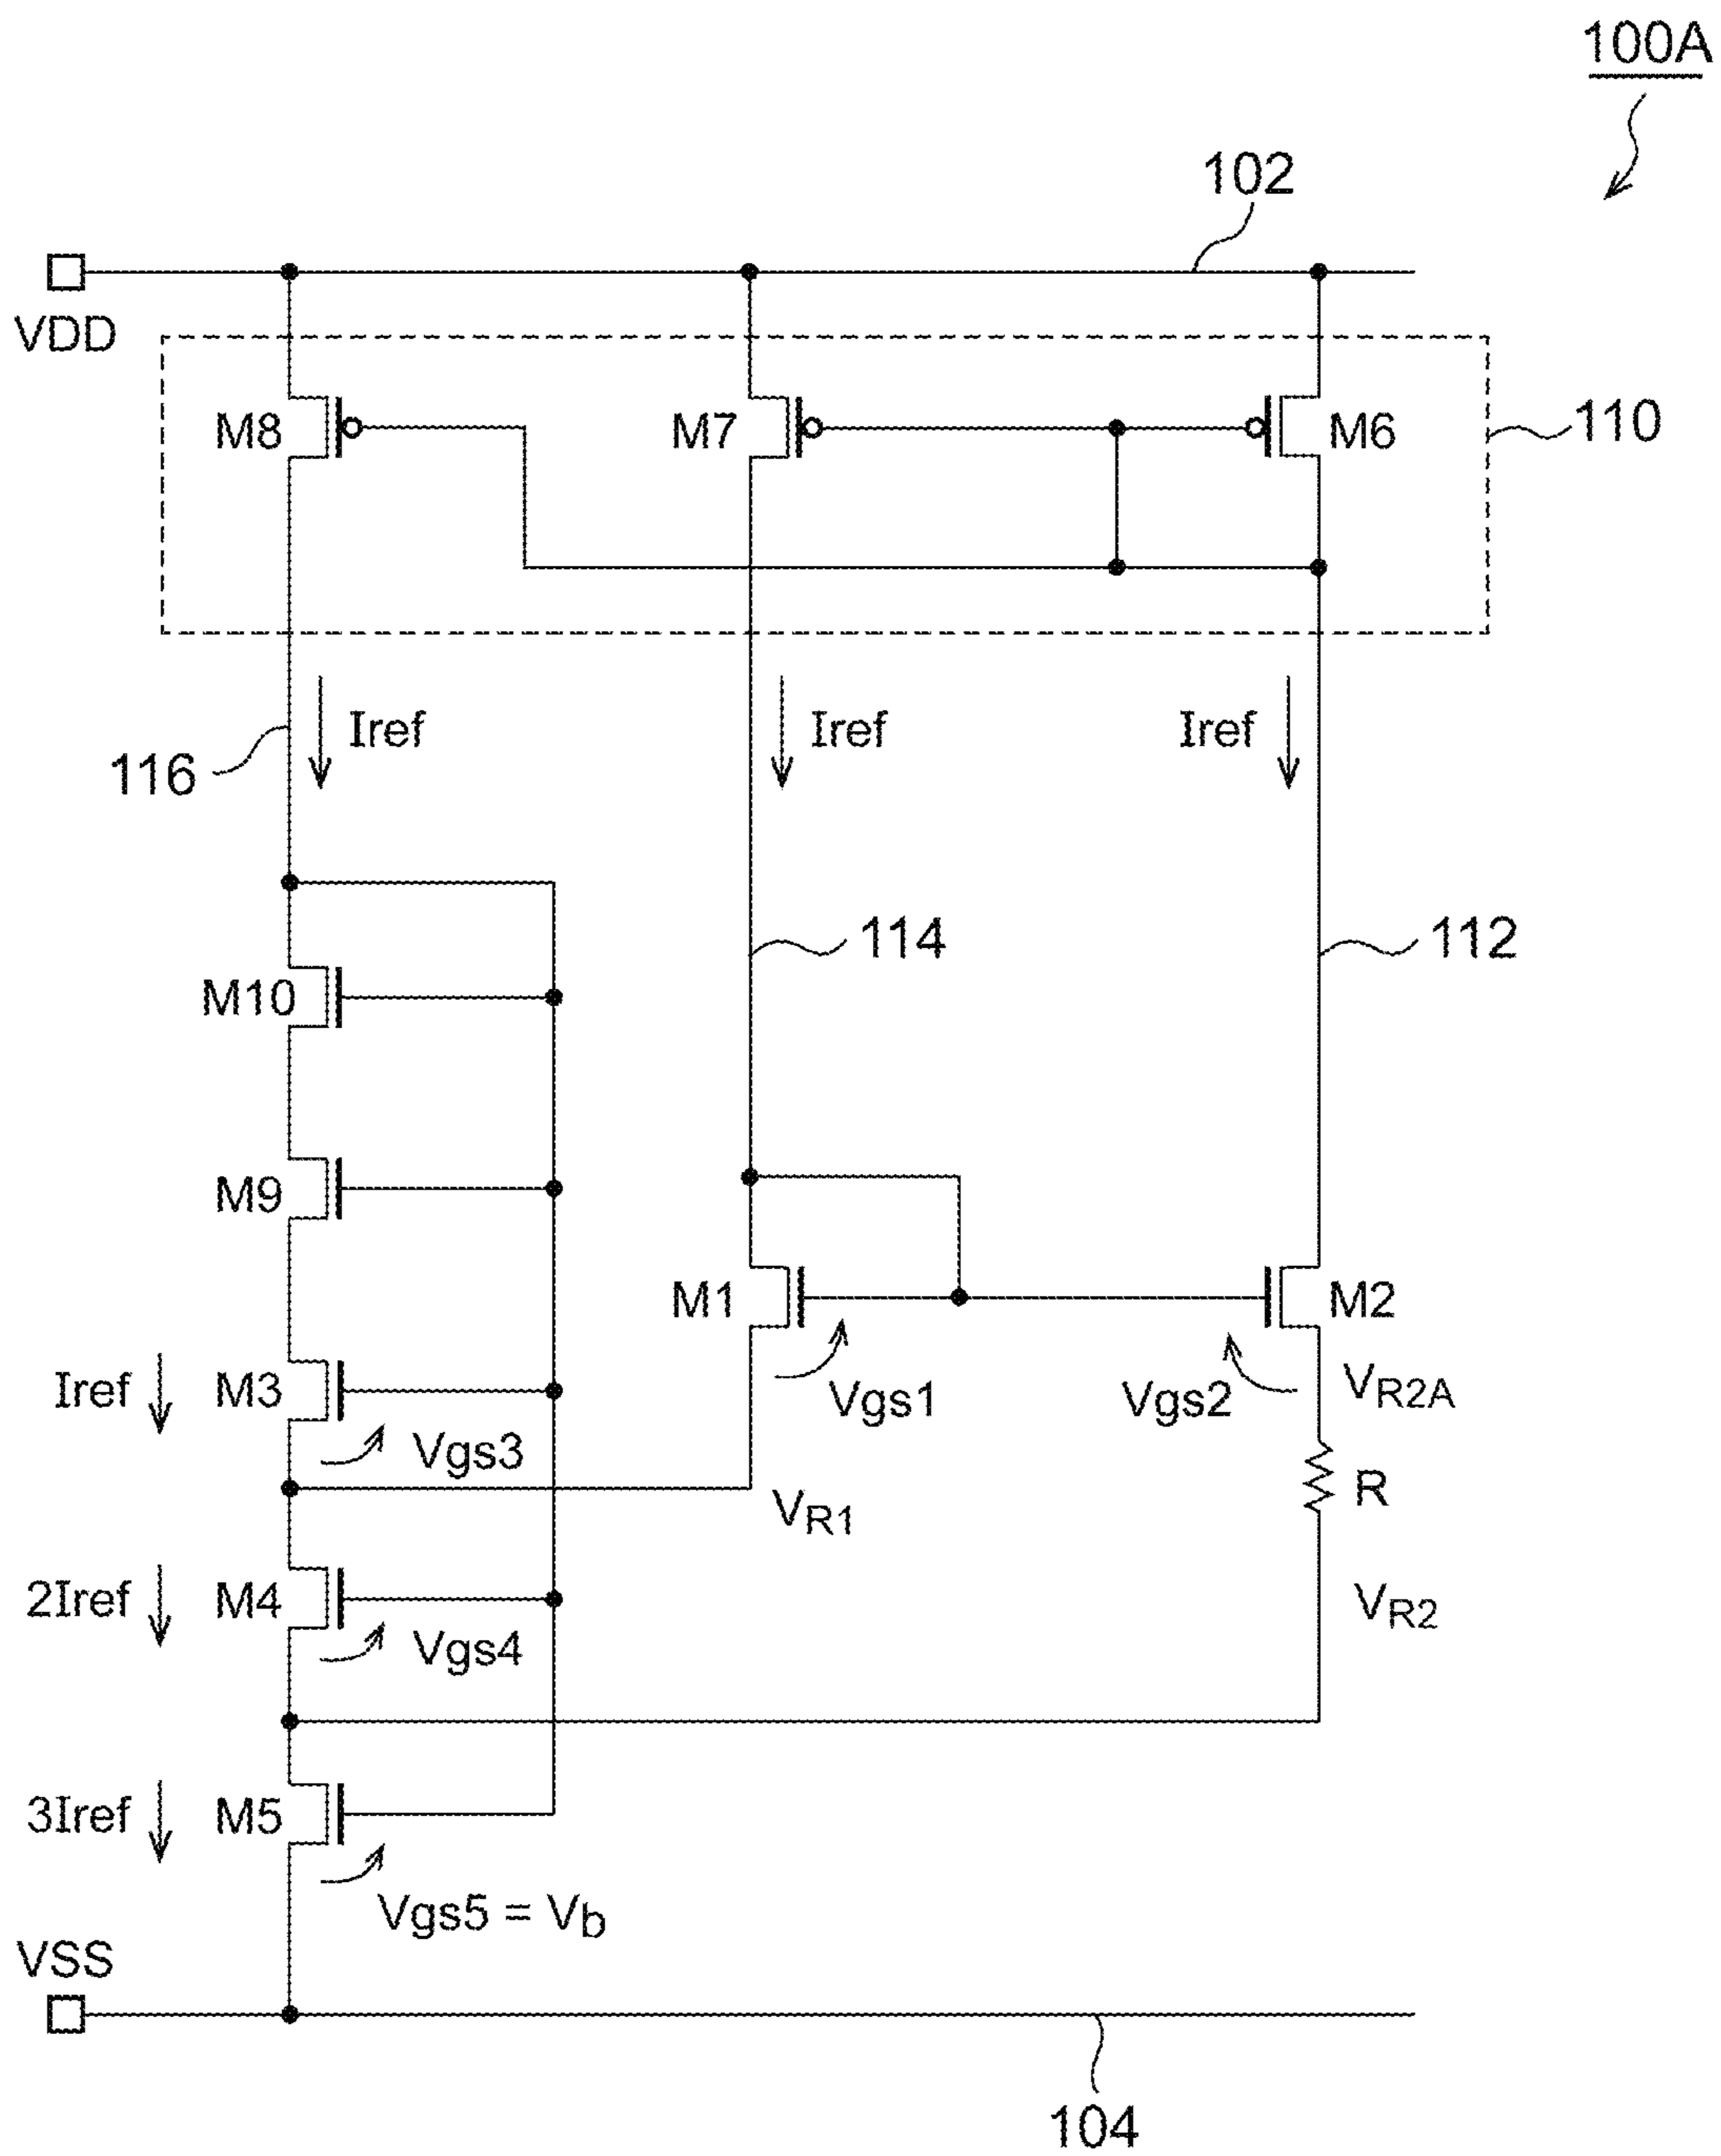 100A
102
VDD
M8
M7
M6
110
Iref
Iref
Iref
116
114
112
M10
M9
M1
M2
Iref
M3
Vgs1
Vgs2
VR2A
Vgs3
R
VR1
2Iref
M4
Vgs4
VR2
3Iref
M5
Vgs5 = Vb
VSS
104